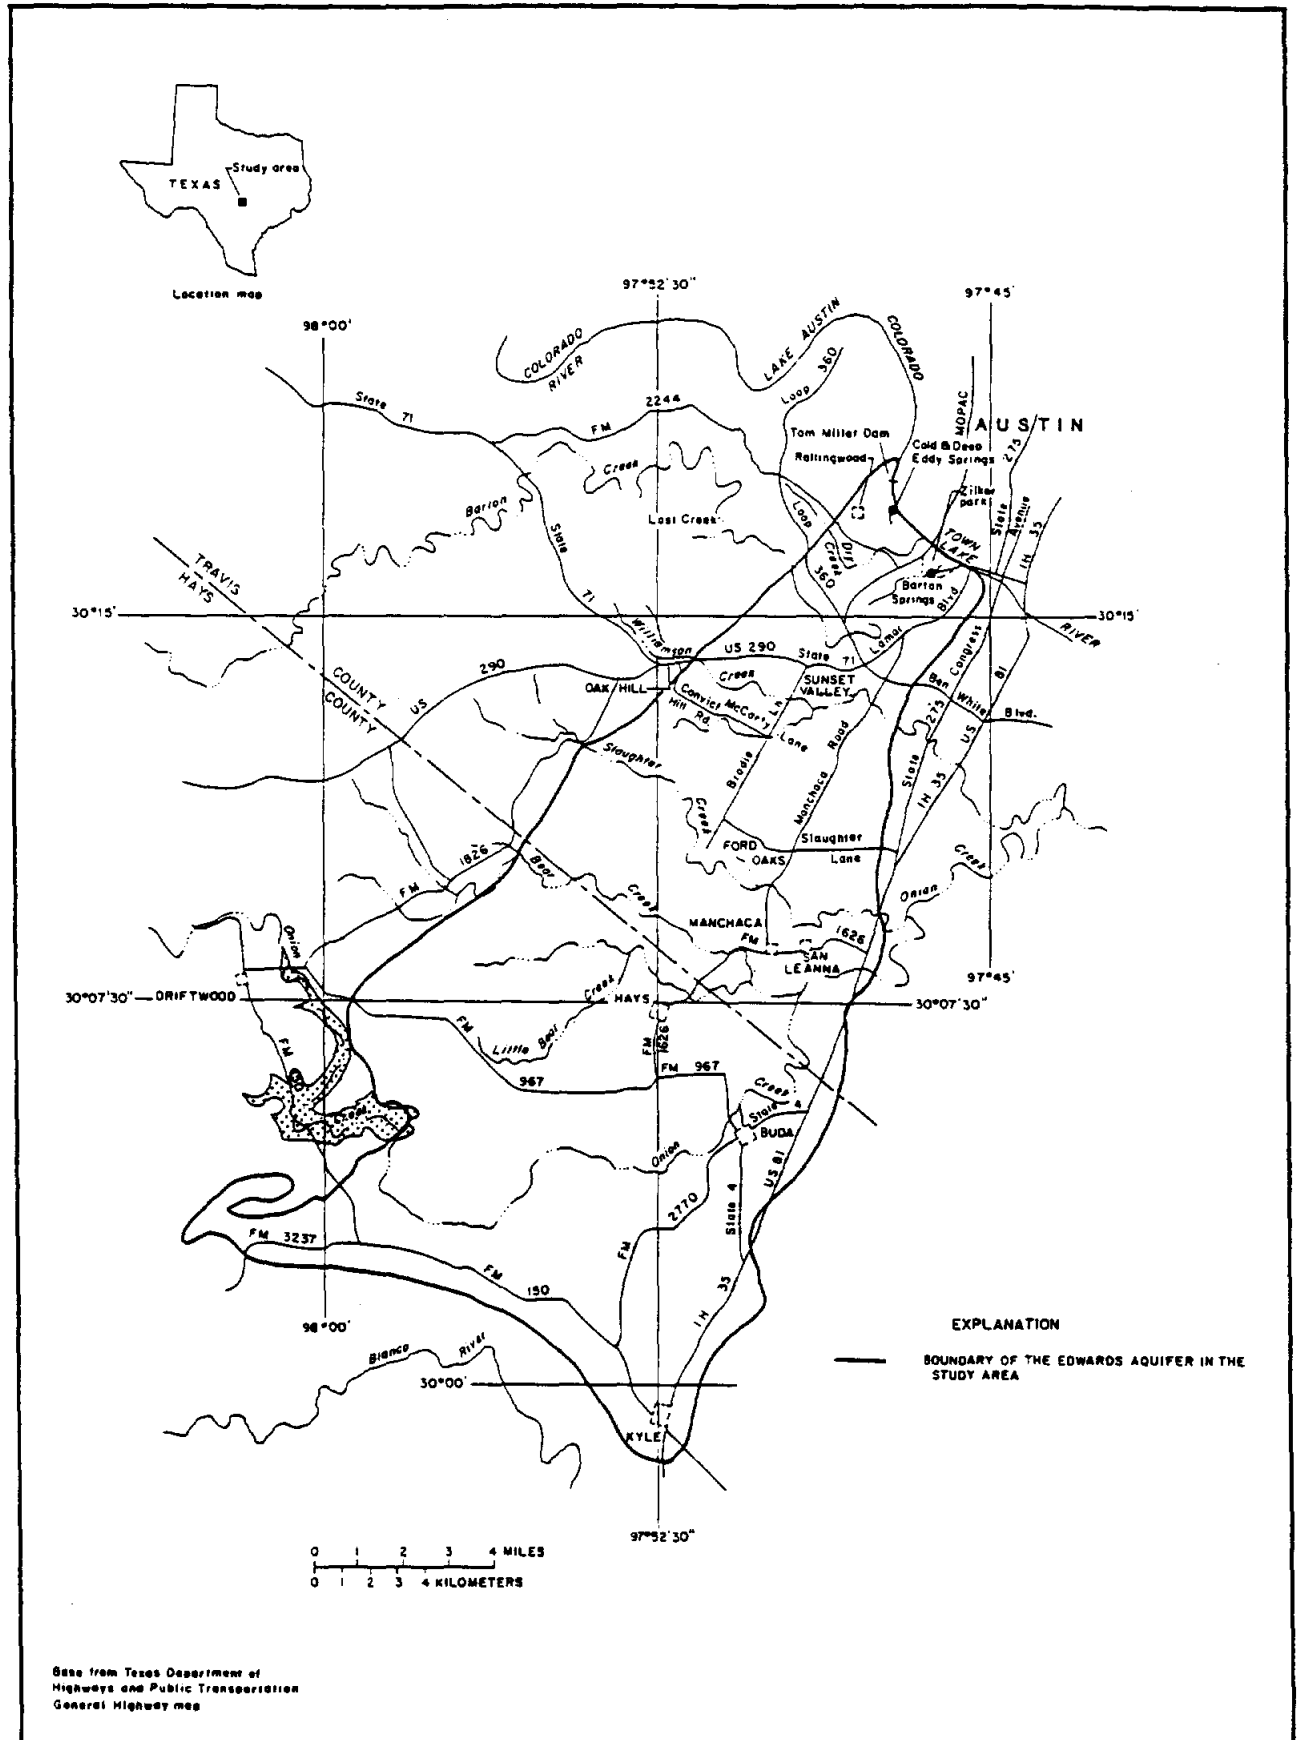 TEXAS
Study area
Location map
97°52'30"
97°45'
98°00'
COLORADO
RIVER
LAKE AUSTIN
COLORADO
Loop 360
MOPAC
AUSTIN
State 71
FM 2244
Tom Miller Dam
Rollingwood
Cold & Deep
Eddy Springs
275
Zilker
park
State
Avenue
IH 35
Barton
Creek
Lost Creek
Loop
360
Dry
Creek
TOWN
LAKE
State
71
Barton
Springs
TRAVIS
HAYS
30°15'
30°15'
RIVER
Williamson
Creek
US 290
State 71
Lamar
Blvd
Congress
81
290
US
COUNTY
COUNTY
OAK HILL
SUNSET
VALLEY
Convict
Hill Rd.
McCarty
Lane
Ln
Ben
White
Blvd.
Slaughter
Creek
Brodie
Manchaca
Road
State
275
IH 35
US
FORD
OAKS
Slaughter
Lane
FM 1826
Bear
Creek
Onion
Creek
MANCHACA
FM
1626
SAN
LEANNA
Onion
97°45'
30°07'30"
DRIFTWOOD
HAYS
30°07'30"
FM
FM
967
Little Bear
Creek
FM
1626
FM 967
150
Creek
Creek
State 4
BUDA
Onion
US 81
2770
FM
State 4
FM 3237
FM
150
IH 35
98°00'
Blanco
River
30°00'
KYLE
97°52'30"
EXPLANATION
BOUNDARY OF THE EDWARDS AQUIFER IN THE
STUDY AREA
0 1 2 3 4 MILES
0 1 2 3 4 KILOMETERS
Base from Texas Department of
Highways and Public Transportation
General Highway map